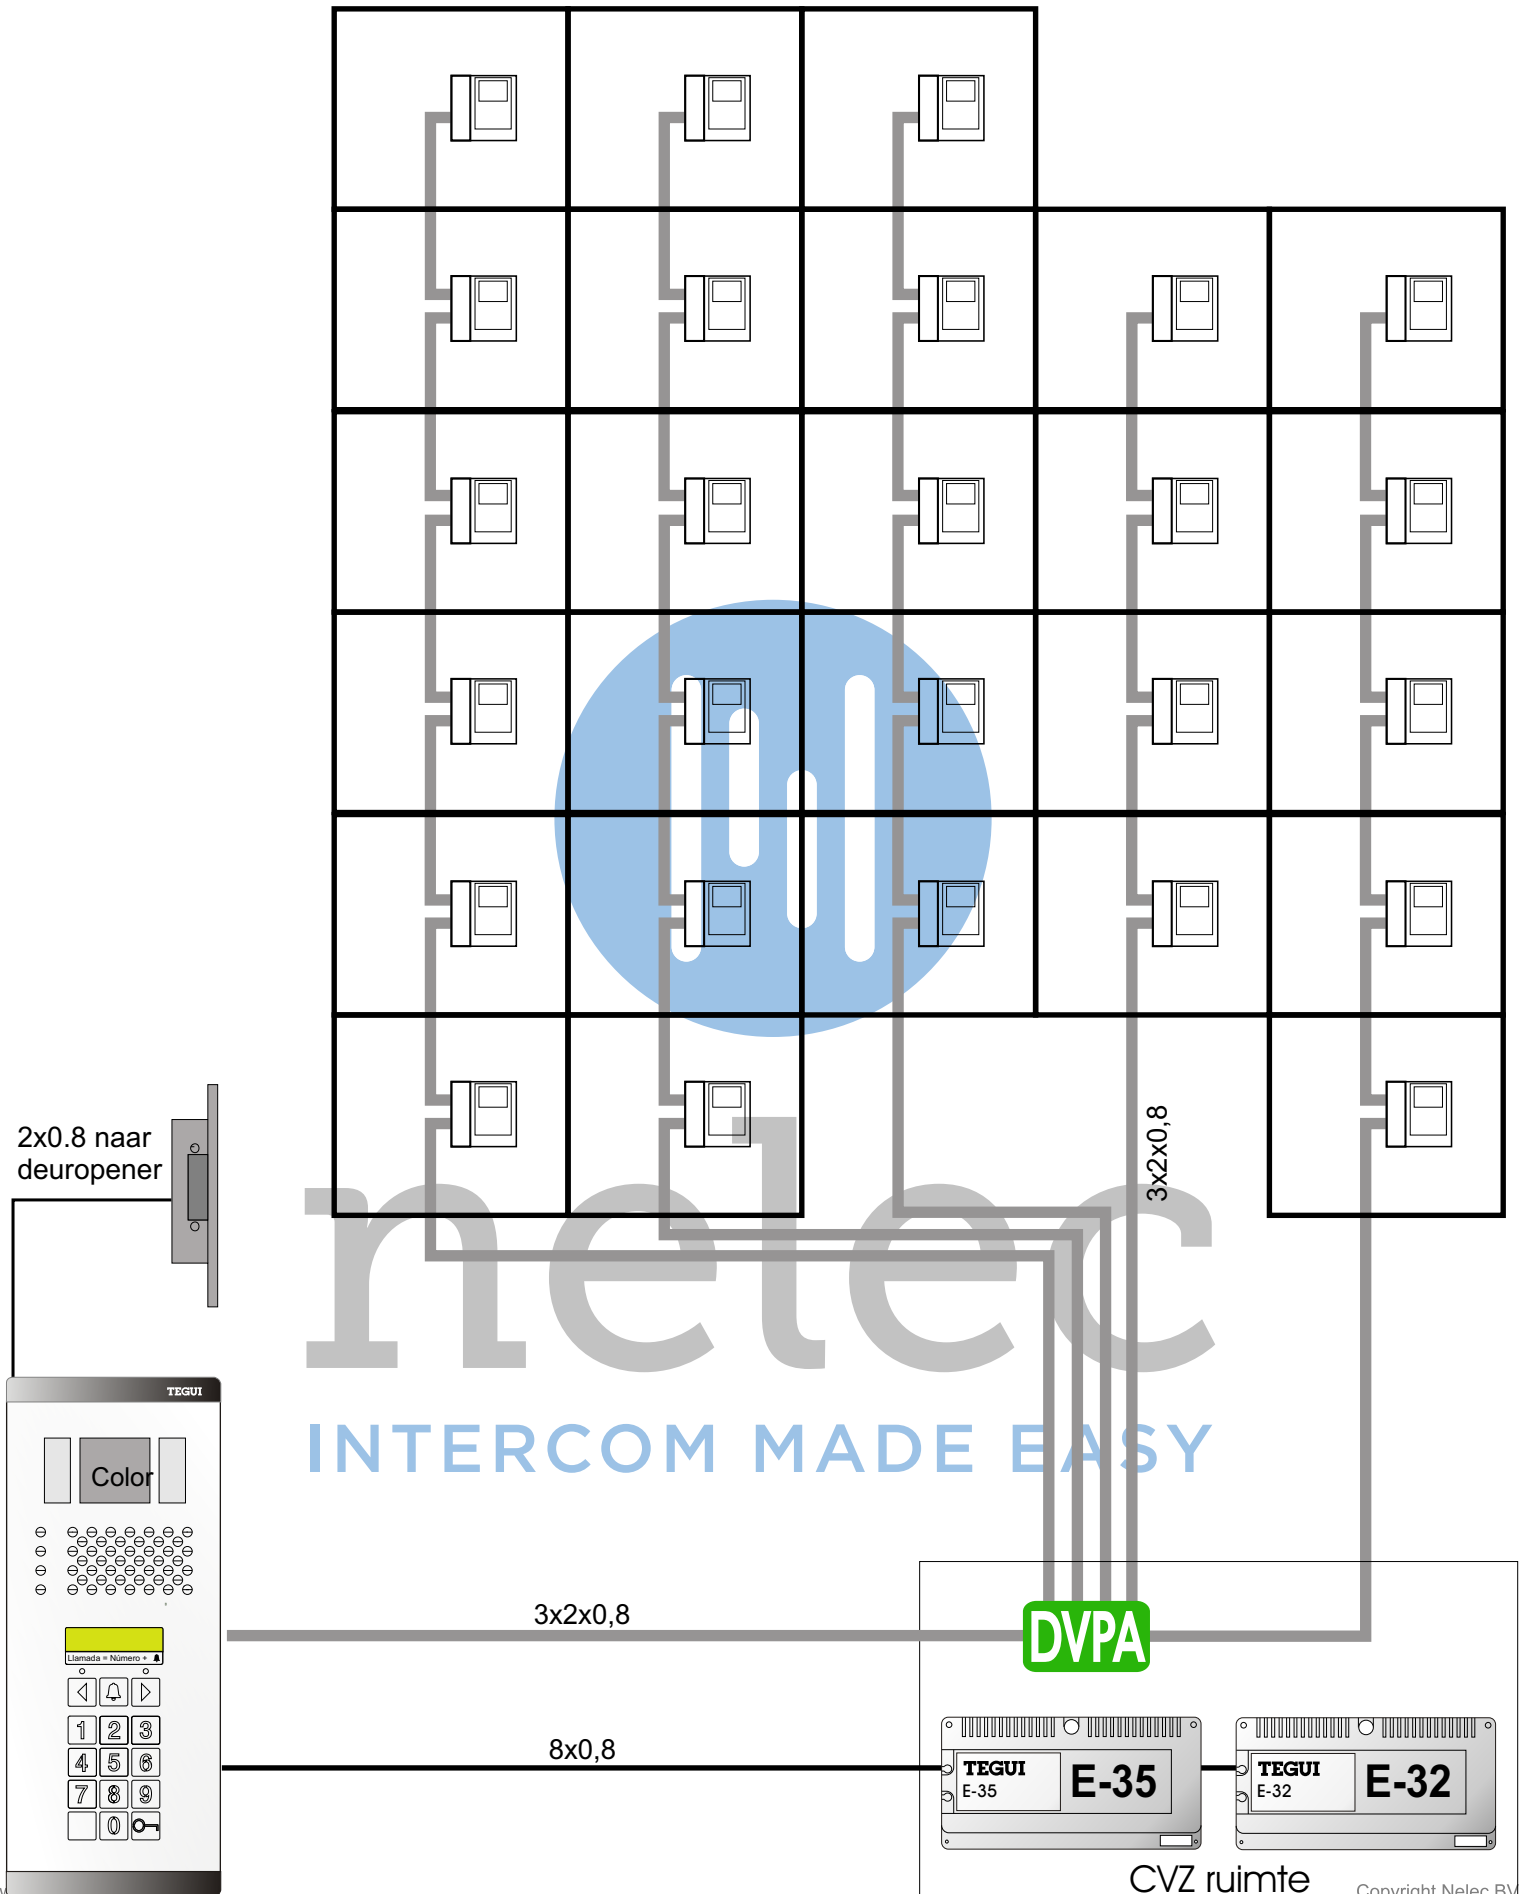 2x0.8 naar
deuropener
3x2x0,8
nelec
INTERCOM MADE EASY
TEGUI
Color
3x2x0,8
DVPA
Llamada = Número +
1 2 3
4 5 6
7 8 9
0
8x0,8
TEGUI
E-35
E-35
TEGUI
E-32
E-32
CVZ ruimte
Copyright Nelec BV